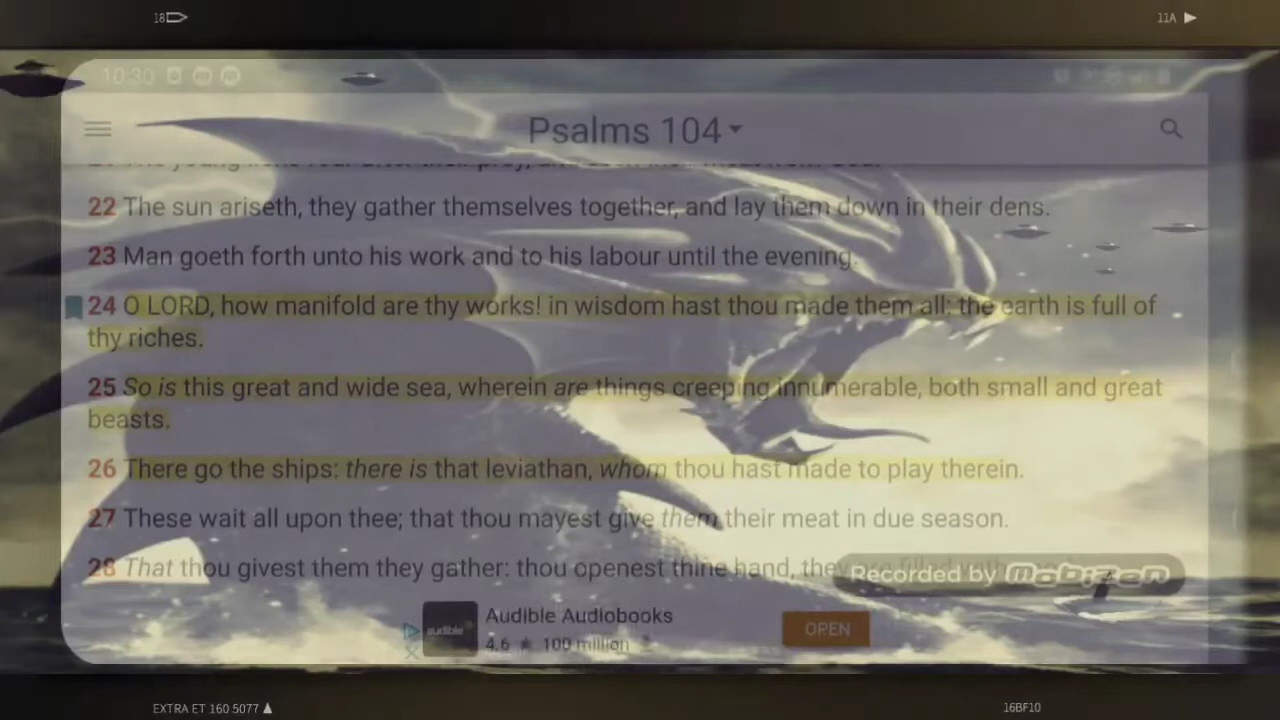 18
11A
10:30
Psalms 104
22 The sun ariseth, they gather themselves together, and lay them down in their dens.
23 Man goeth forth unto his work and to his labour until the evening.
24 O LORD, how manifold are thy works! in wisdom hast thou made them all: the earth is full of
thy riches.
25 So is this great and wide sea, wherein are things creeping innumerable, both small and great
beasts.
26 There go the ships: there is that leviathan, whom thou hast made to play therein.
27 These wait all upon thee; that thou mayest give them their meat in due season.
28 That thou givest them they gather: thou openest thine hand, they
Recorded by Mobizen
audible
Audible Audiobooks
4.6 ★ 100 million
OPEN
EXTRA ET 160 5077
16BF10